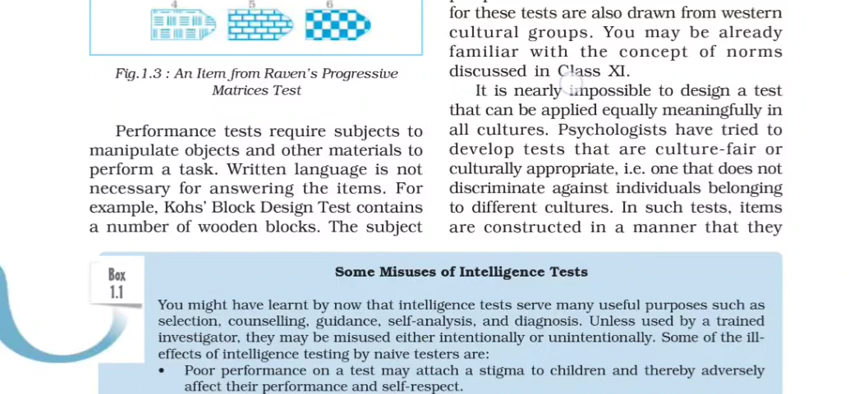 4 5 6
Fig.1.3 : An Item from Raven's Progressive
Matrices Test
Performance tests require subjects to
manipulate objects and other materials to
perform a task. Written language is not
necessary for answering the items. For
example, Kohs' Block Design Test contains
a number of wooden blocks. The subject
for these tests are also drawn from western
cultural groups. You may be already
familiar with the concept of norms
discussed in Class XI.
It is nearly impossible to design a test
that can be applied equally meaningfully in
all cultures. Psychologists have tried to
develop tests that are culture-fair or
culturally appropriate, i.e. one that does not
discriminate against individuals belonging
to different cultures. In such tests, items
are constructed in a manner that they
Box
1.1
Some Misuses of Intelligence Tests
You might have learnt by now that intelligence tests serve many useful purposes such as
selection, counselling, guidance, self-analysis, and diagnosis. Unless used by a trained
investigator, they may be misused either intentionally or unintentionally. Some of the ill-
effects of intelligence testing by naive testers are:
• Poor performance on a test may attach a stigma to children and thereby adversely
affect their performance and self-respect.